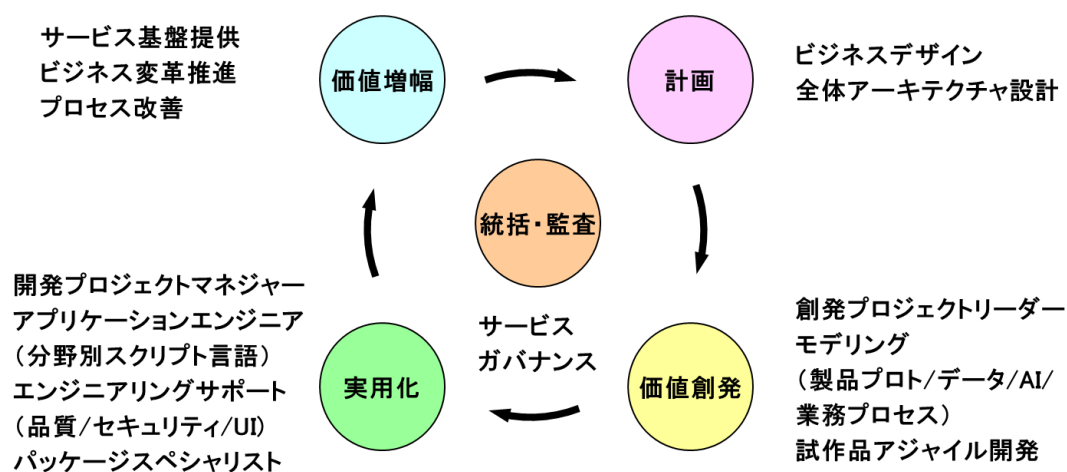 サービス基盤提供
ビジネス変革推進
プロセス改善
価値増幅
計画
ビジネスデザイン
全体アーキテクチャ設計
統括・監査
サービス
ガバナンス
開発プロジェクトマネジャー
アプリケーションエンジニア
(分野別スクリプト言語)
エンジニアリングサポート
(品質/セキュリティ/UI)
パッケージスペシャリスト
実用化
価値創発
創発プロジェクトリーダー
モデリング
(製品プロト/データ/AI/
業務プロセス)
試作品アジャイル開発